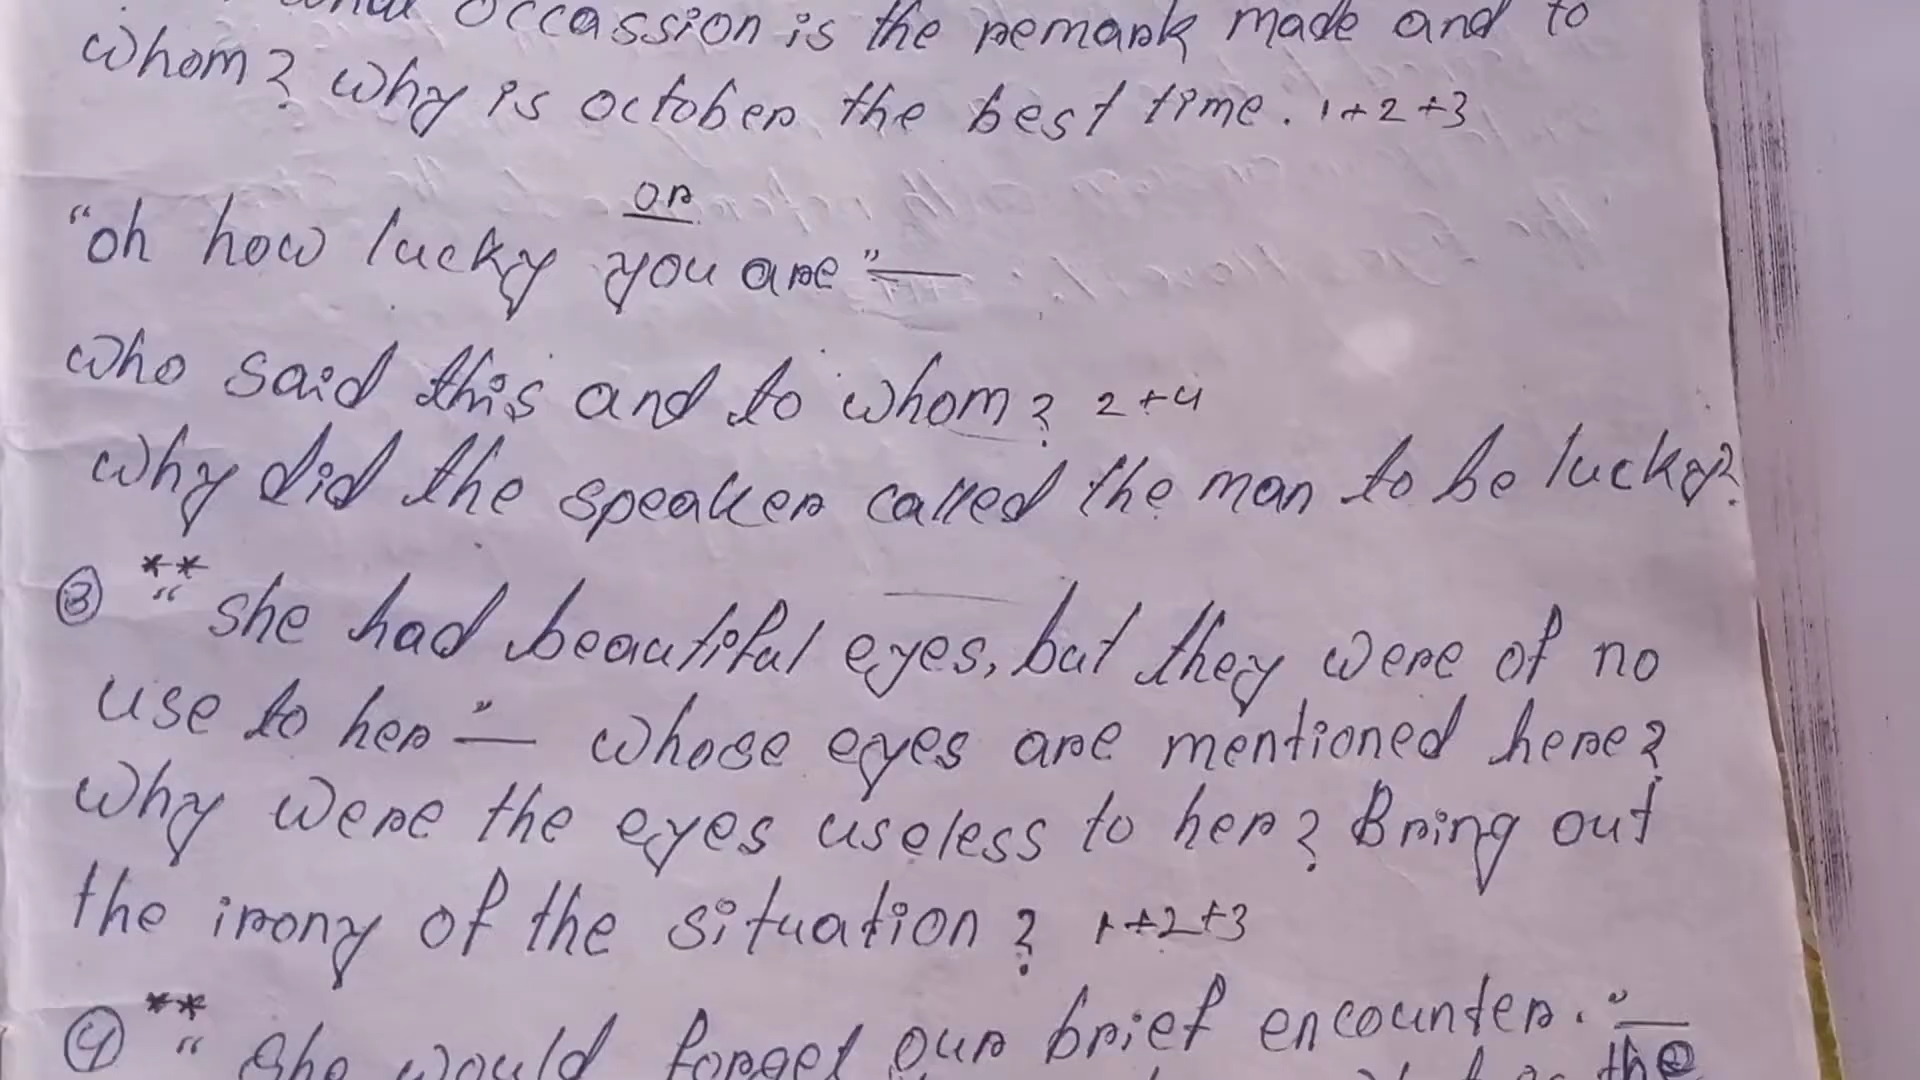 occassion is the remark made and to
whom? why is october the best time. 1+2+3
or
"oh how lucky you are"—
who said this and to whom? 2+4
why did the speaker called the man to be lucky?
③ ** "she had beautiful eyes, but they were of no
use to her"— whose eyes are mentioned here?
why were the eyes useless to her? Bring out
the irony of the situation? 1+2+3
④ ** "she would forget our brief encounter."—
the